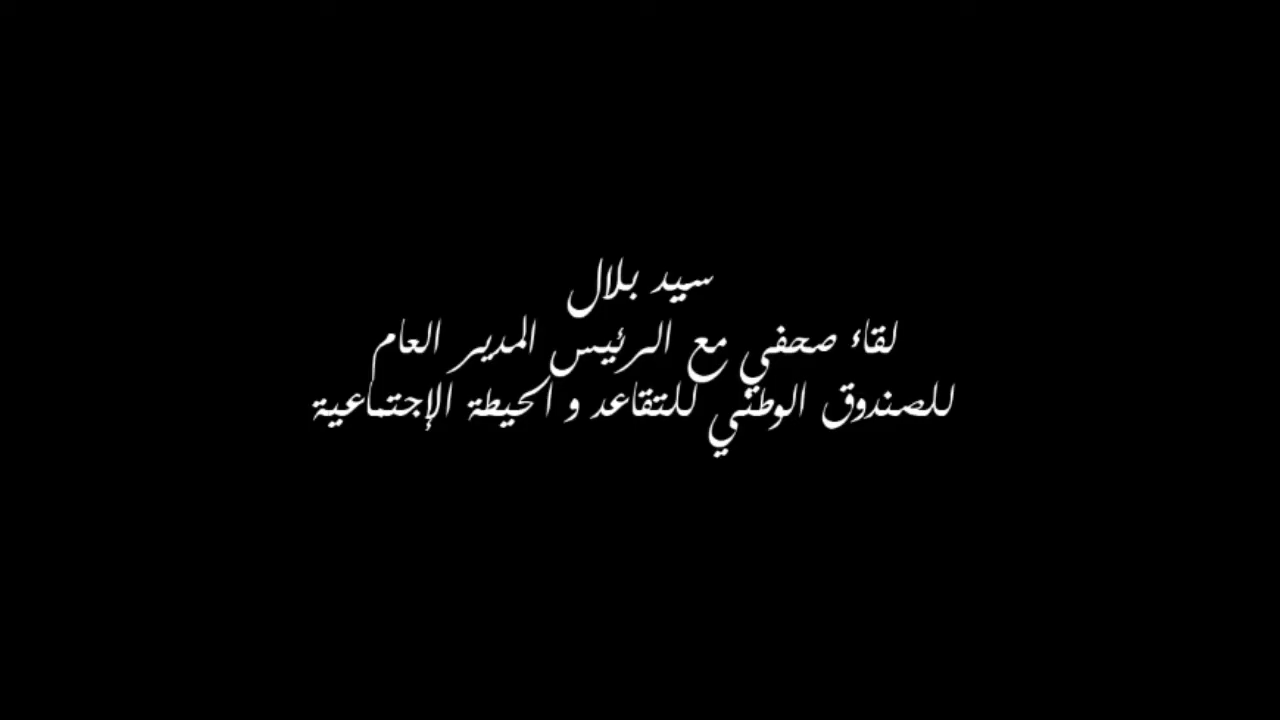 سيد بلال
لقاء صحفي مع الرئيس المدير العام
للصندوق الوطني للتقاعد و الحيطة الإجتماعية